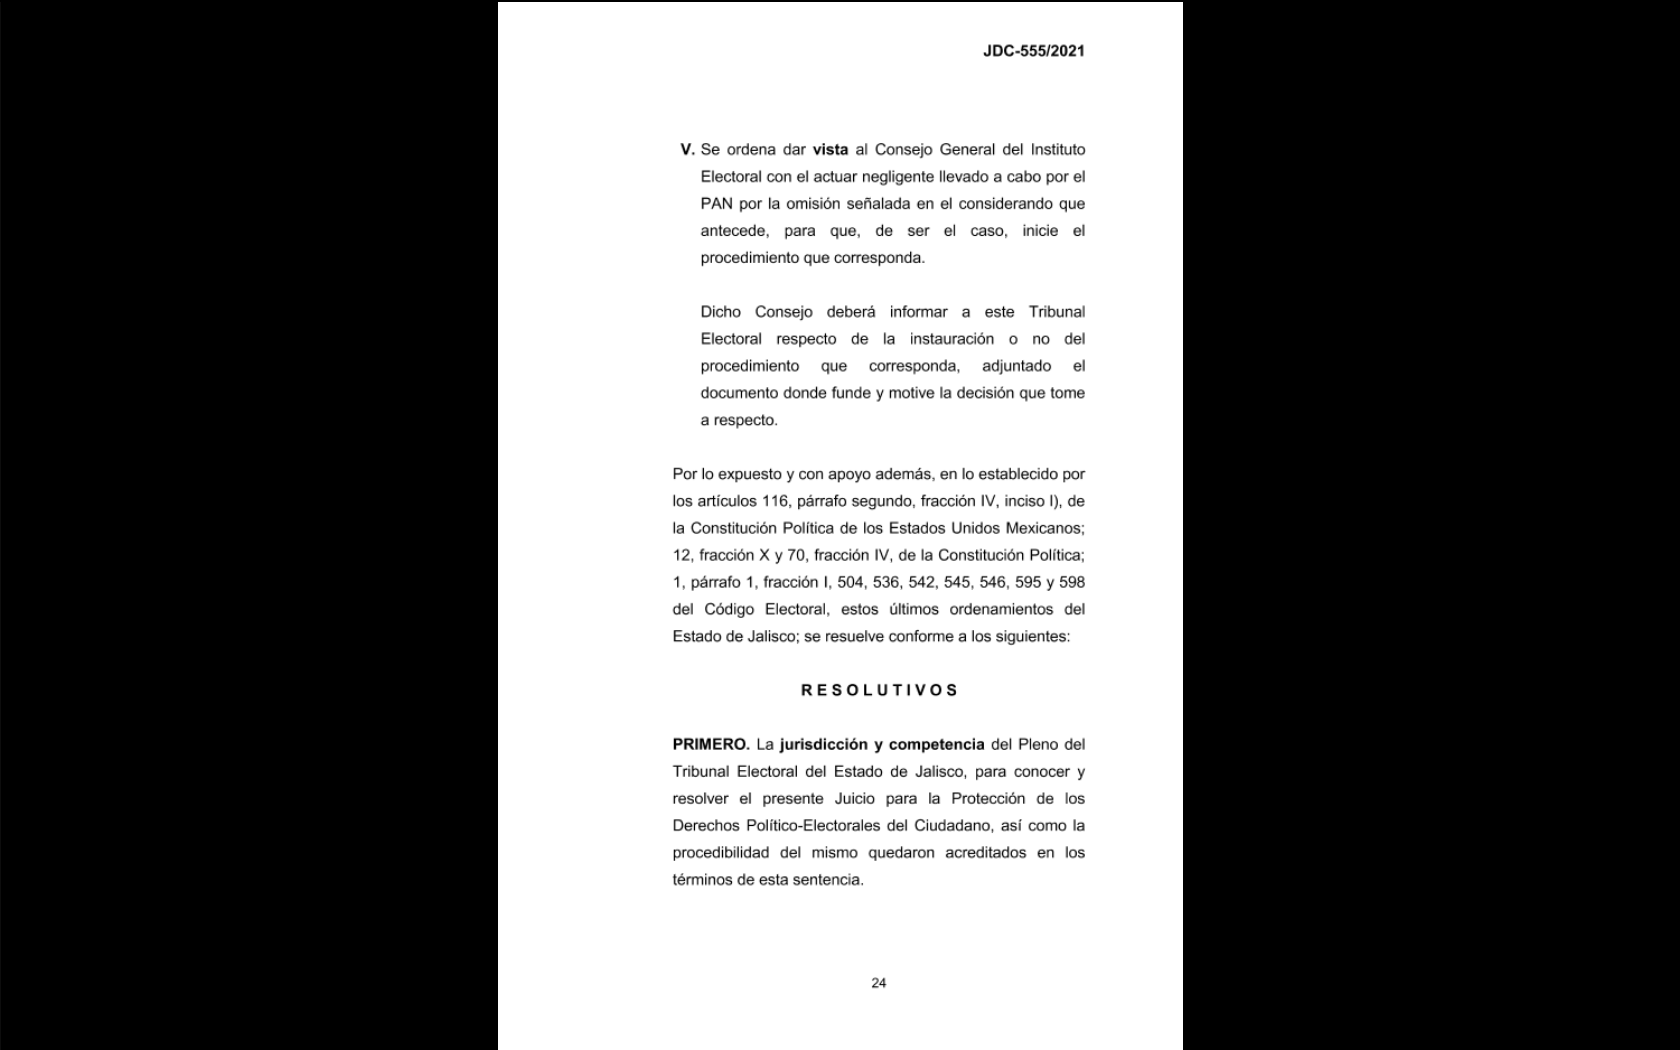 JDC-555/2021
V. Se ordena dar vista al Consejo General del Instituto
Electoral con el actuar negligente llevado a cabo por el
PAN por la omisión señalada en el considerando que
antecede, para que, de ser el caso, inicie el
procedimiento que corresponda.
Dicho Consejo deberá informar a este Tribunal
Electoral respecto de la instauración o no del
procedimiento que corresponda, adjuntado el
documento donde funde y motive la decisión que tome
a respecto.
Por lo expuesto y con apoyo además, en lo establecido por
los artículos 116, párrafo segundo, fracción IV, inciso l), de
la Constitución Política de los Estados Unidos Mexicanos;
12, fracción X y 70, fracción IV, de la Constitución Política;
1, párrafo 1, fracción I, 504, 536, 542, 545, 546, 595 y 598
del Código Electoral, estos últimos ordenamientos del
Estado de Jalisco; se resuelve conforme a los siguientes:
R E S O L U T I V O S
PRIMERO. La jurisdicción y competencia del Pleno del
Tribunal Electoral del Estado de Jalisco, para conocer y
resolver el presente Juicio para la Protección de los
Derechos Político-Electorales del Ciudadano, así como la
procedibilidad del mismo quedaron acreditados en los
términos de esta sentencia.
24